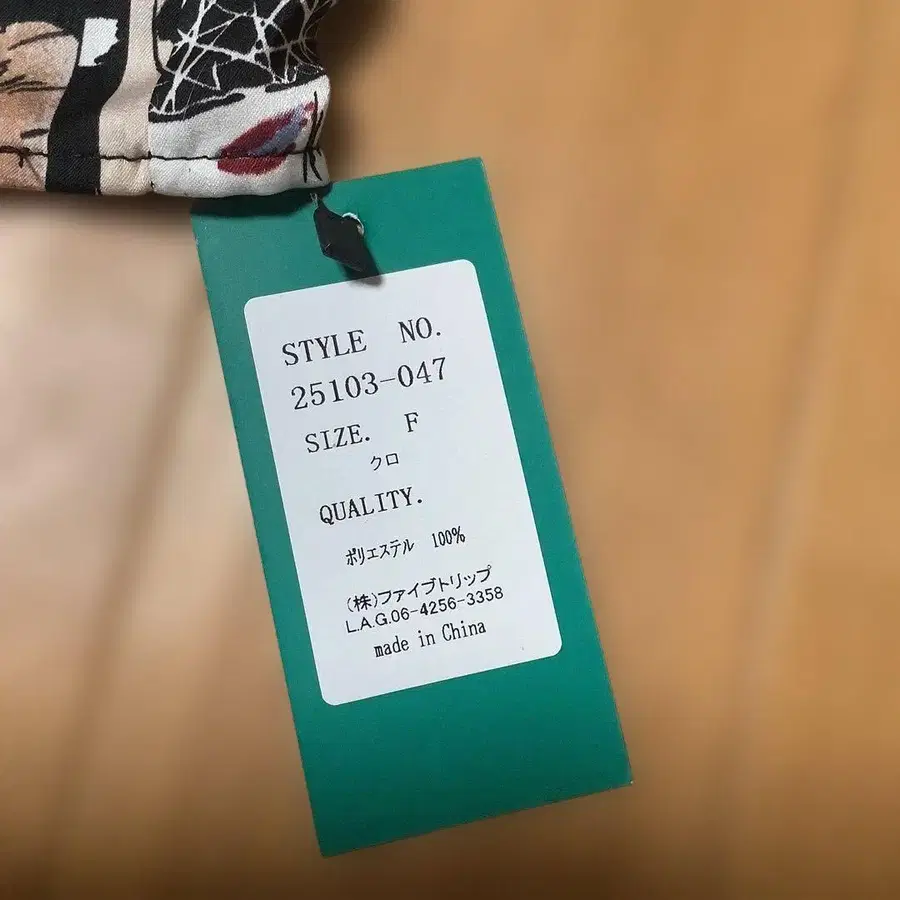 STYLE NO.
25103-047
SIZE. F
クロ
QUALITY.
ポリエステル 100%
(株)ファイブトリップ
L.A.G.06-4256-3358
made in China